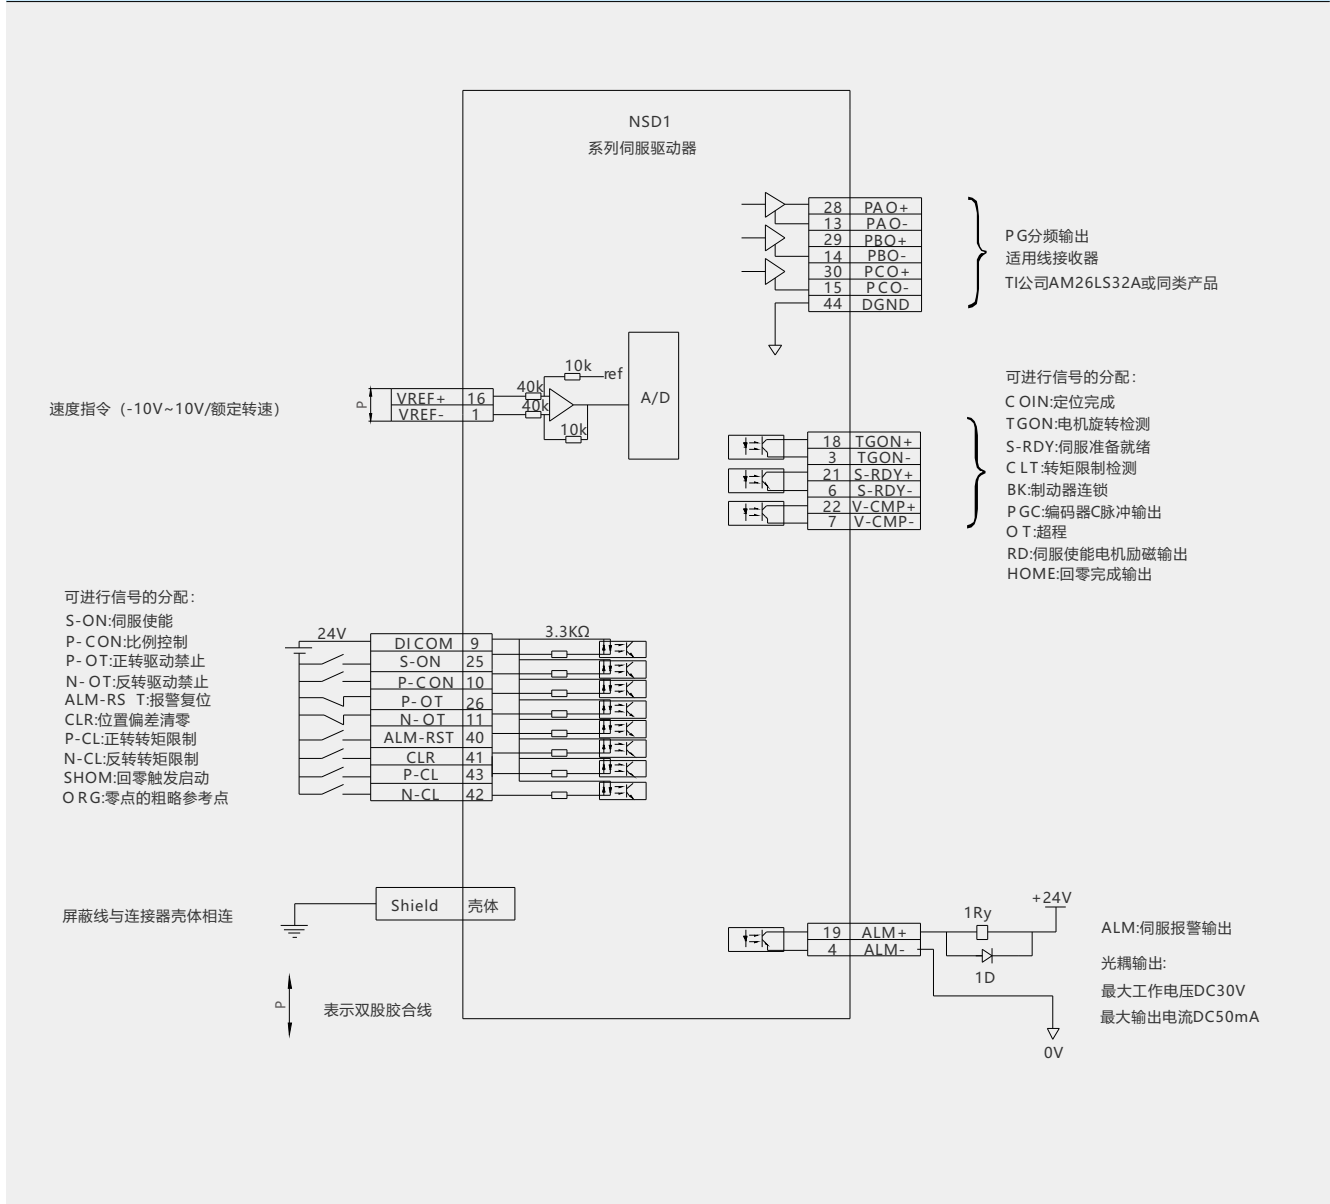 NSD1
系列伺服驱动器
28 PAO+
13 PAO-
29 PBO+
14 PBO-
30 PCO+
15 PCO-
44 DGND
PG分频输出
适用线接收器
TI公司AM26LS32A或同类产品
速度指令（-10V~10V/额定转速）
P
VREF+ 16
VREF- 1
40k
40k
10k
ref
10k
A/D
18 TGON+
3 TGON-
21 S-RDY+
6 S-RDY-
22 V-CMP+
7 V-CMP-
可进行信号的分配：
COIN:定位完成
TGON:电机旋转检测
S-RDY:伺服准备就绪
CLT:转矩限制检测
BK:制动器连锁
PGC:编码器C脉冲输出
OT:超程
RD:伺服使能电机励磁输出
HOME:回零完成输出
可进行信号的分配：
S-ON:伺服使能
P-CON:比例控制
P-OT:正转驱动禁止
N-OT:反转驱动禁止
ALM-RS T:报警复位
CLR:位置偏差清零
P-CL:正转转矩限制
N-CL:反转转矩限制
SHOM:回零触发启动
ORG:零点的粗略参考点
24V
DICOM 9
S-ON 25
P-CON 10
P-OT 26
N-OT 11
ALM-RST 40
CLR 41
P-CL 43
N-CL 42
3.3KΩ
屏蔽线与连接器壳体相连
Shield 壳体
P
表示双股胶合线
19 ALM+
4 ALM-
1Ry
1D
+24V
0V
ALM:伺服报警输出
光耦输出:
最大工作电压DC30V
最大输出电流DC50mA